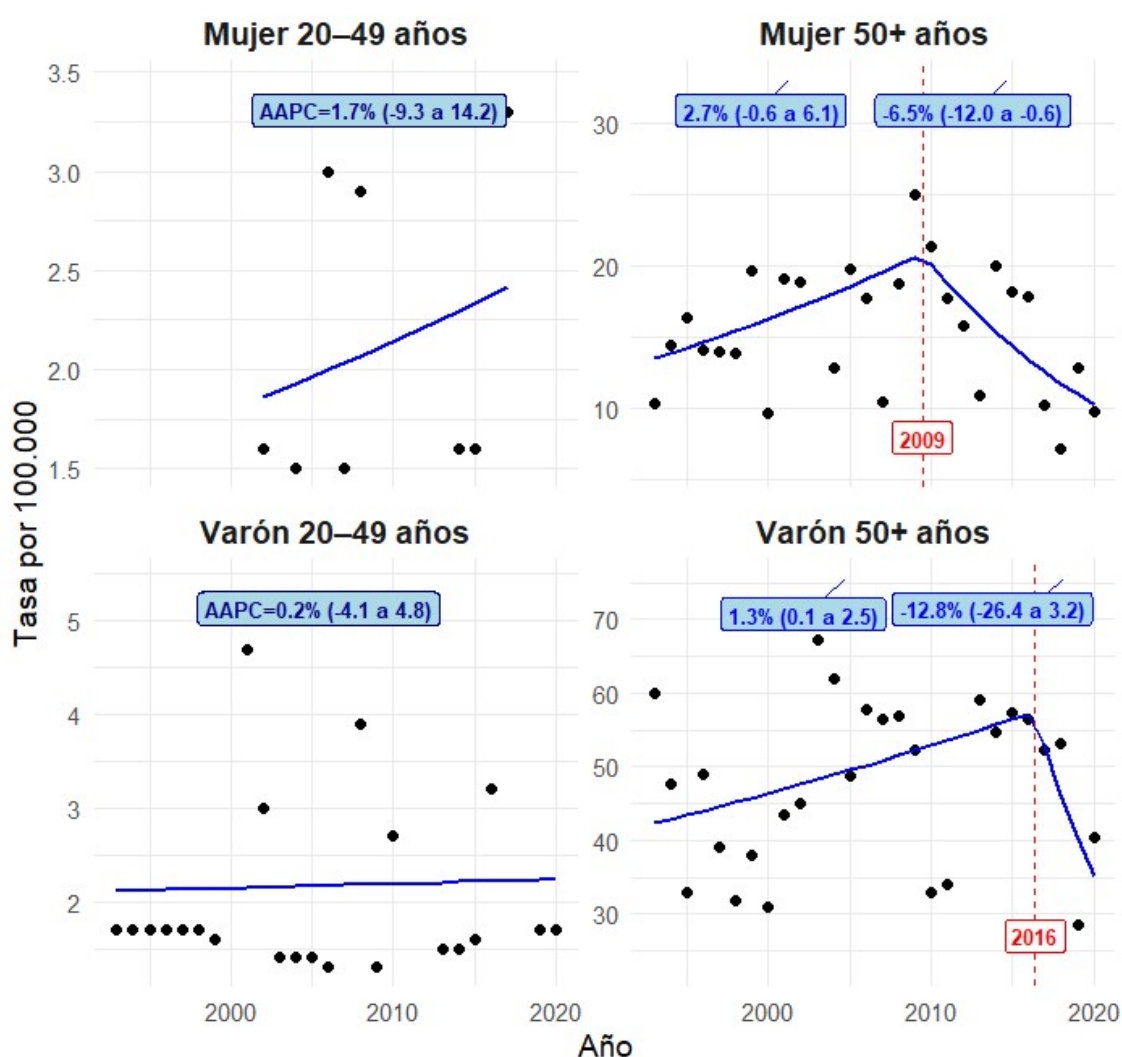 Mujer 20–49 años
Mujer 50+ años
3.5
3.0
2.5
2.0
1.5
AAPC=1.7% (-9.3 a 14.2)
30
20
10
2.7% (-0.6 a 6.1)
-6.5% (-12.0 a -0.6)
2009
Tasa por 100.000
Varón 20–49 años
Varón 50+ años
5
4
3
2
AAPC=0.2% (-4.1 a 4.8)
70
60
50
40
30
1.3% (0.1 a 2.5)
-12.8% (-26.4 a 3.2)
2016
2000
2010
2020
2000
2010
2020
Año